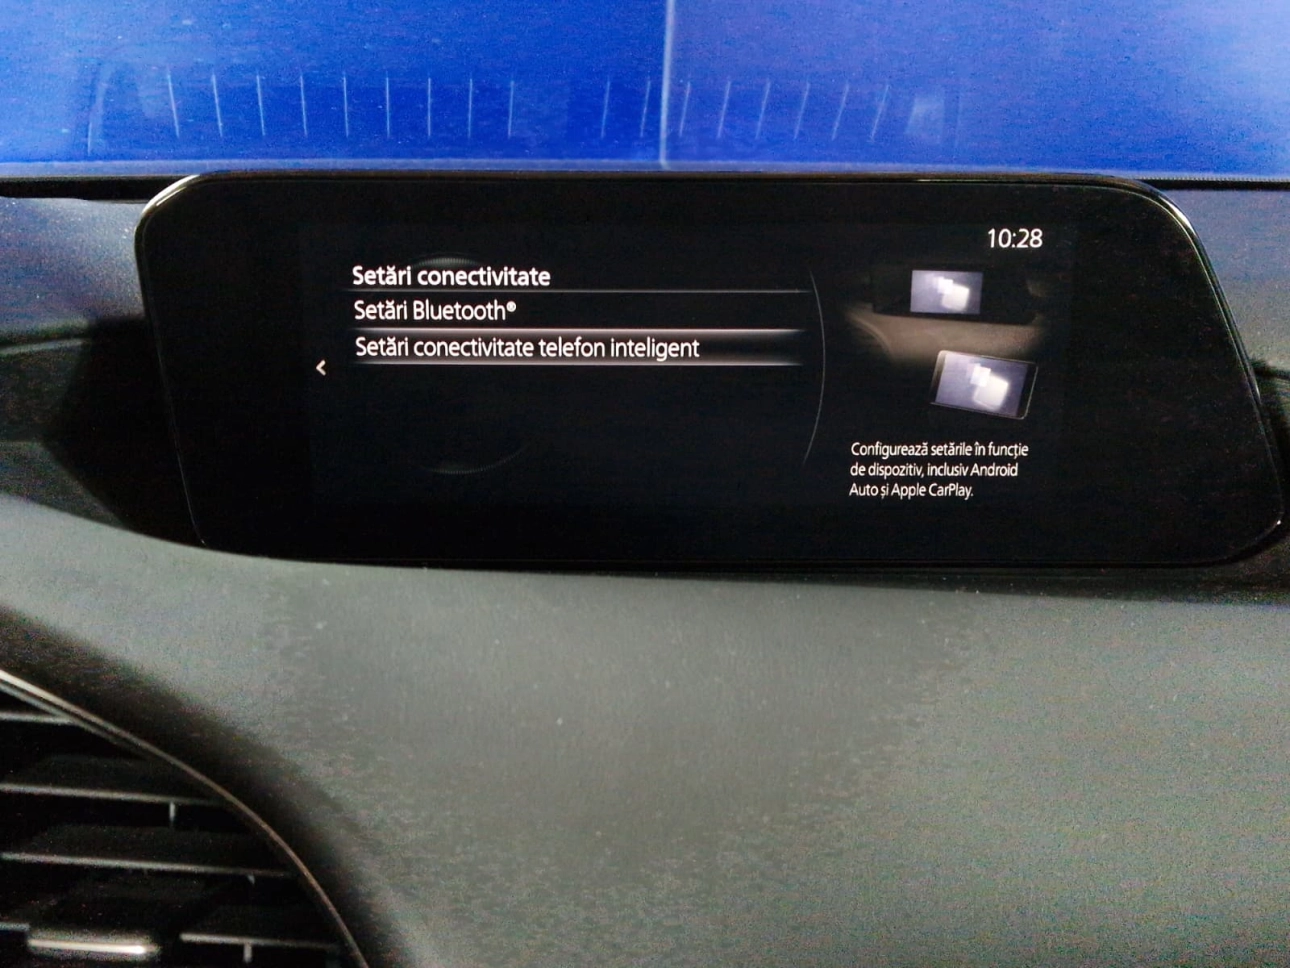 10:28
Setări conectivitate
Setări Bluetooth®
Setări conectivitate telefon inteligent
Configurează setările în funcție
de dispozitiv, inclusiv Android
Auto și Apple CarPlay.